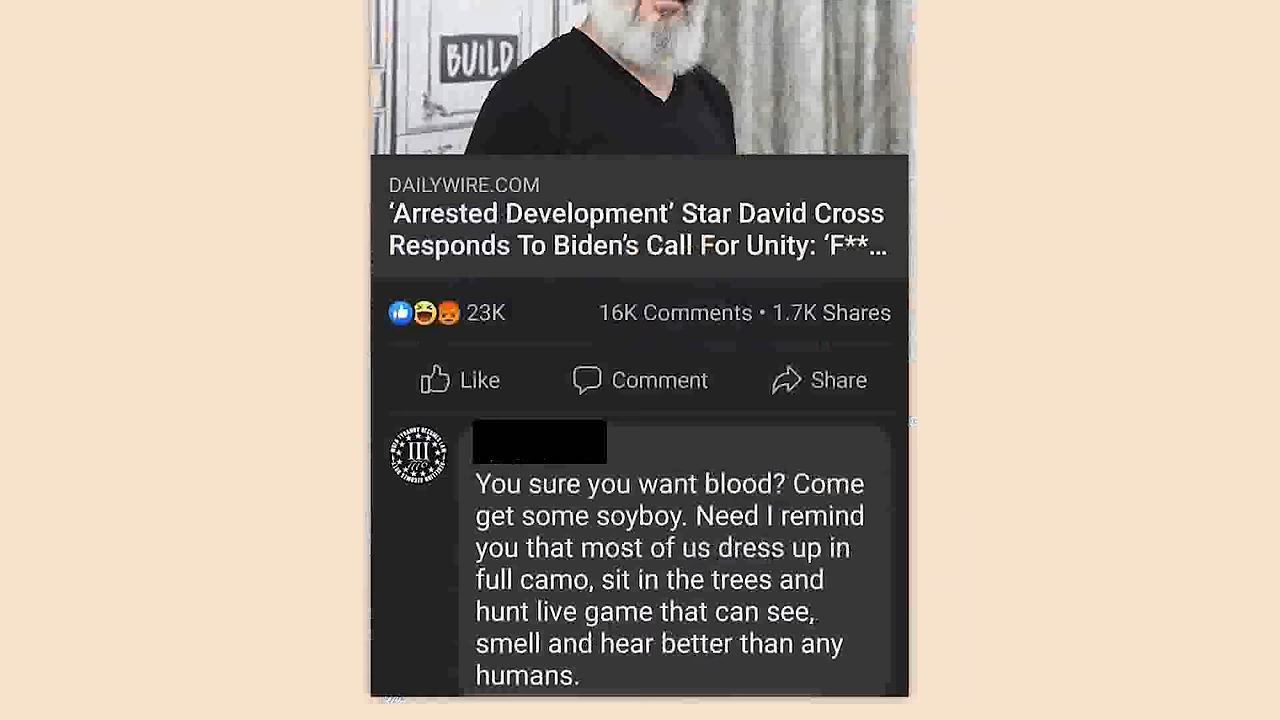 BUILD
DAILYWIRE.COM
‘Arrested Development’ Star David Cross
Responds To Biden’s Call For Unity: ‘F**...
23K
16K Comments • 1.7K Shares
Like
Comment
Share
III
You sure you want blood? Come
get some soyboy. Need I remind
you that most of us dress up in
full camo, sit in the trees and
hunt live game that can see,
smell and hear better than any
humans.